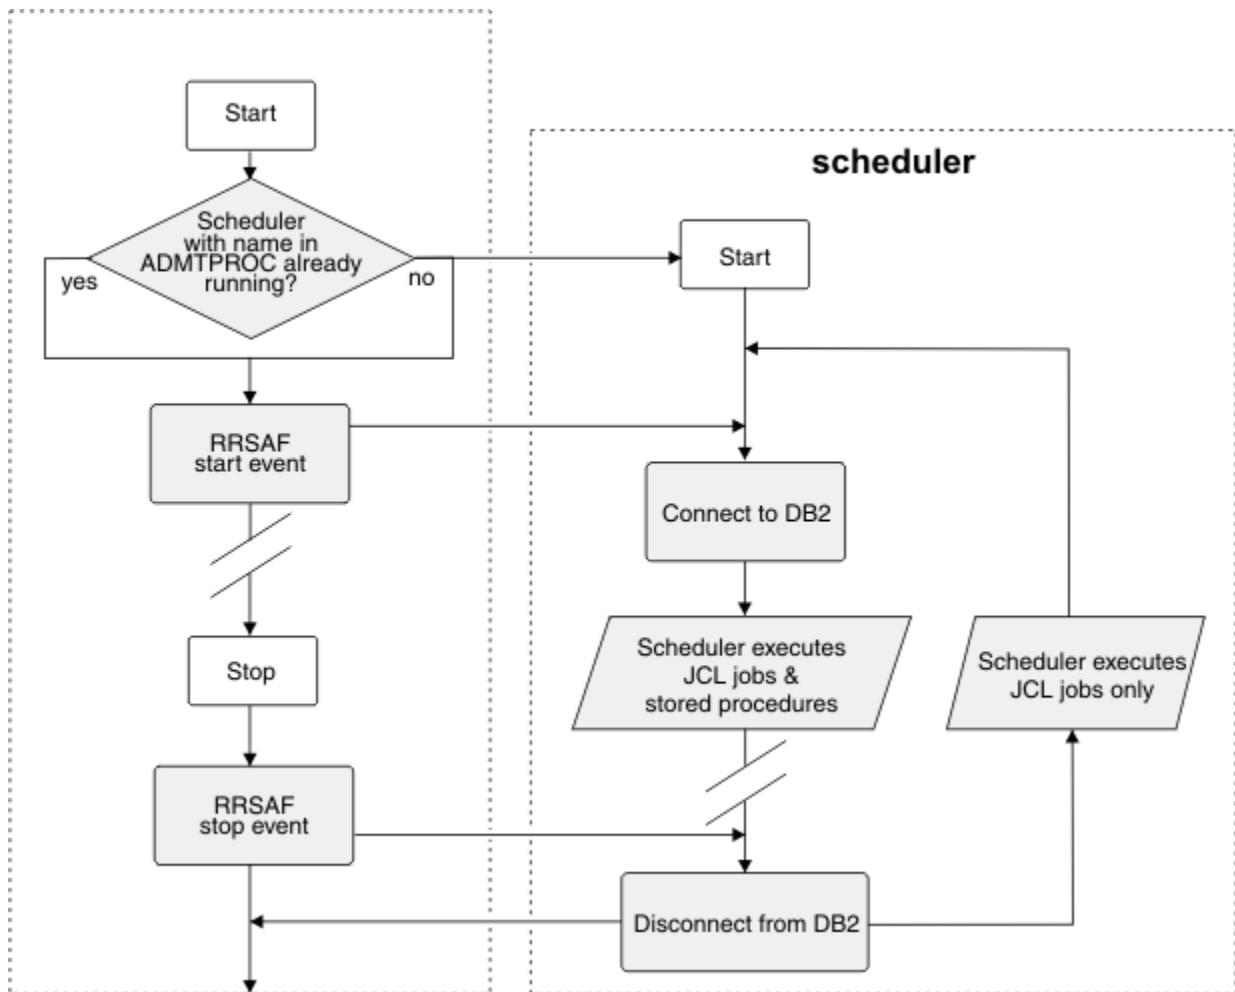 Start
Scheduler
with name in
ADMTPROC already
running?
yes
no
RRSAF
start event
Stop
RRSAF
stop event
scheduler
Start
Connect to DB2
Scheduler executes
JCL jobs &
stored procedures
Scheduler executes
JCL jobs only
Disconnect from DB2